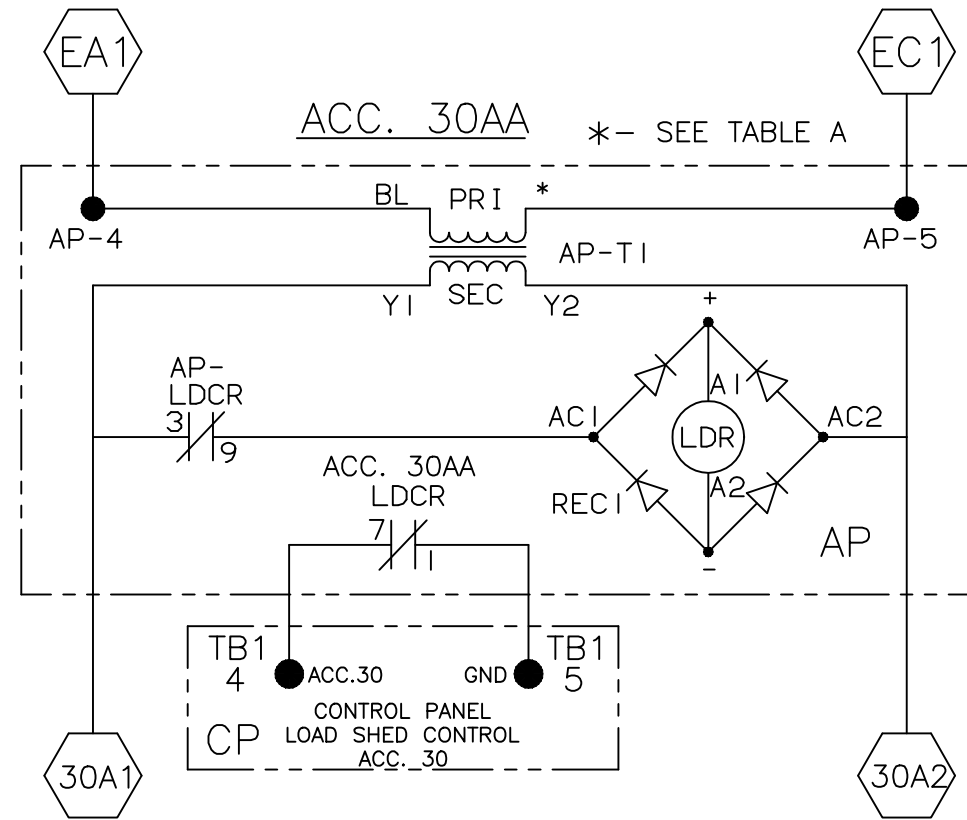 EA1
EC1
ACC. 30AA
*- SEE TABLE A
BL
PRI
*
AP-4
AP-T1
AP-5
Y1
SEC
Y2
+
AP-
LDCR
3
9
A1
AC1
LDR
AC2
ACC. 30AA
LDCR
7
1
REC1
A2
-
AP
TB1
4
ACC.30
GND
TB1
5
CONTROL PANEL
CP
LOAD SHED CONTROL
ACC. 30
30A1
30A2